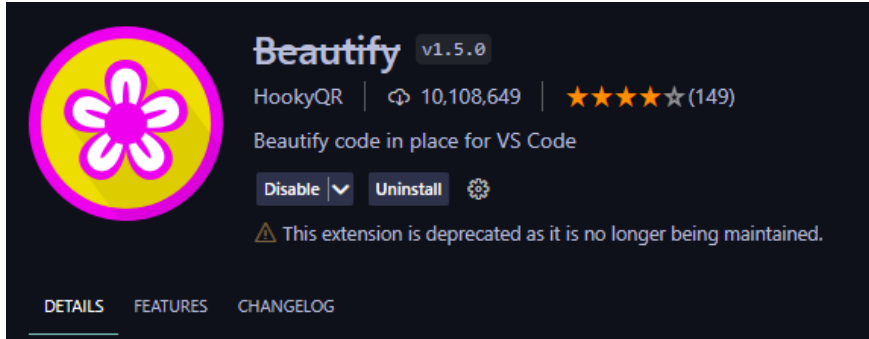 Beautify v1.5.0
HookyQR 10,108,649 ★★★★☆(149)
Beautify code in place for VS Code
Disable Uninstall
This extension is deprecated as it is no longer being maintained.
DETAILS FEATURES CHANGELOG